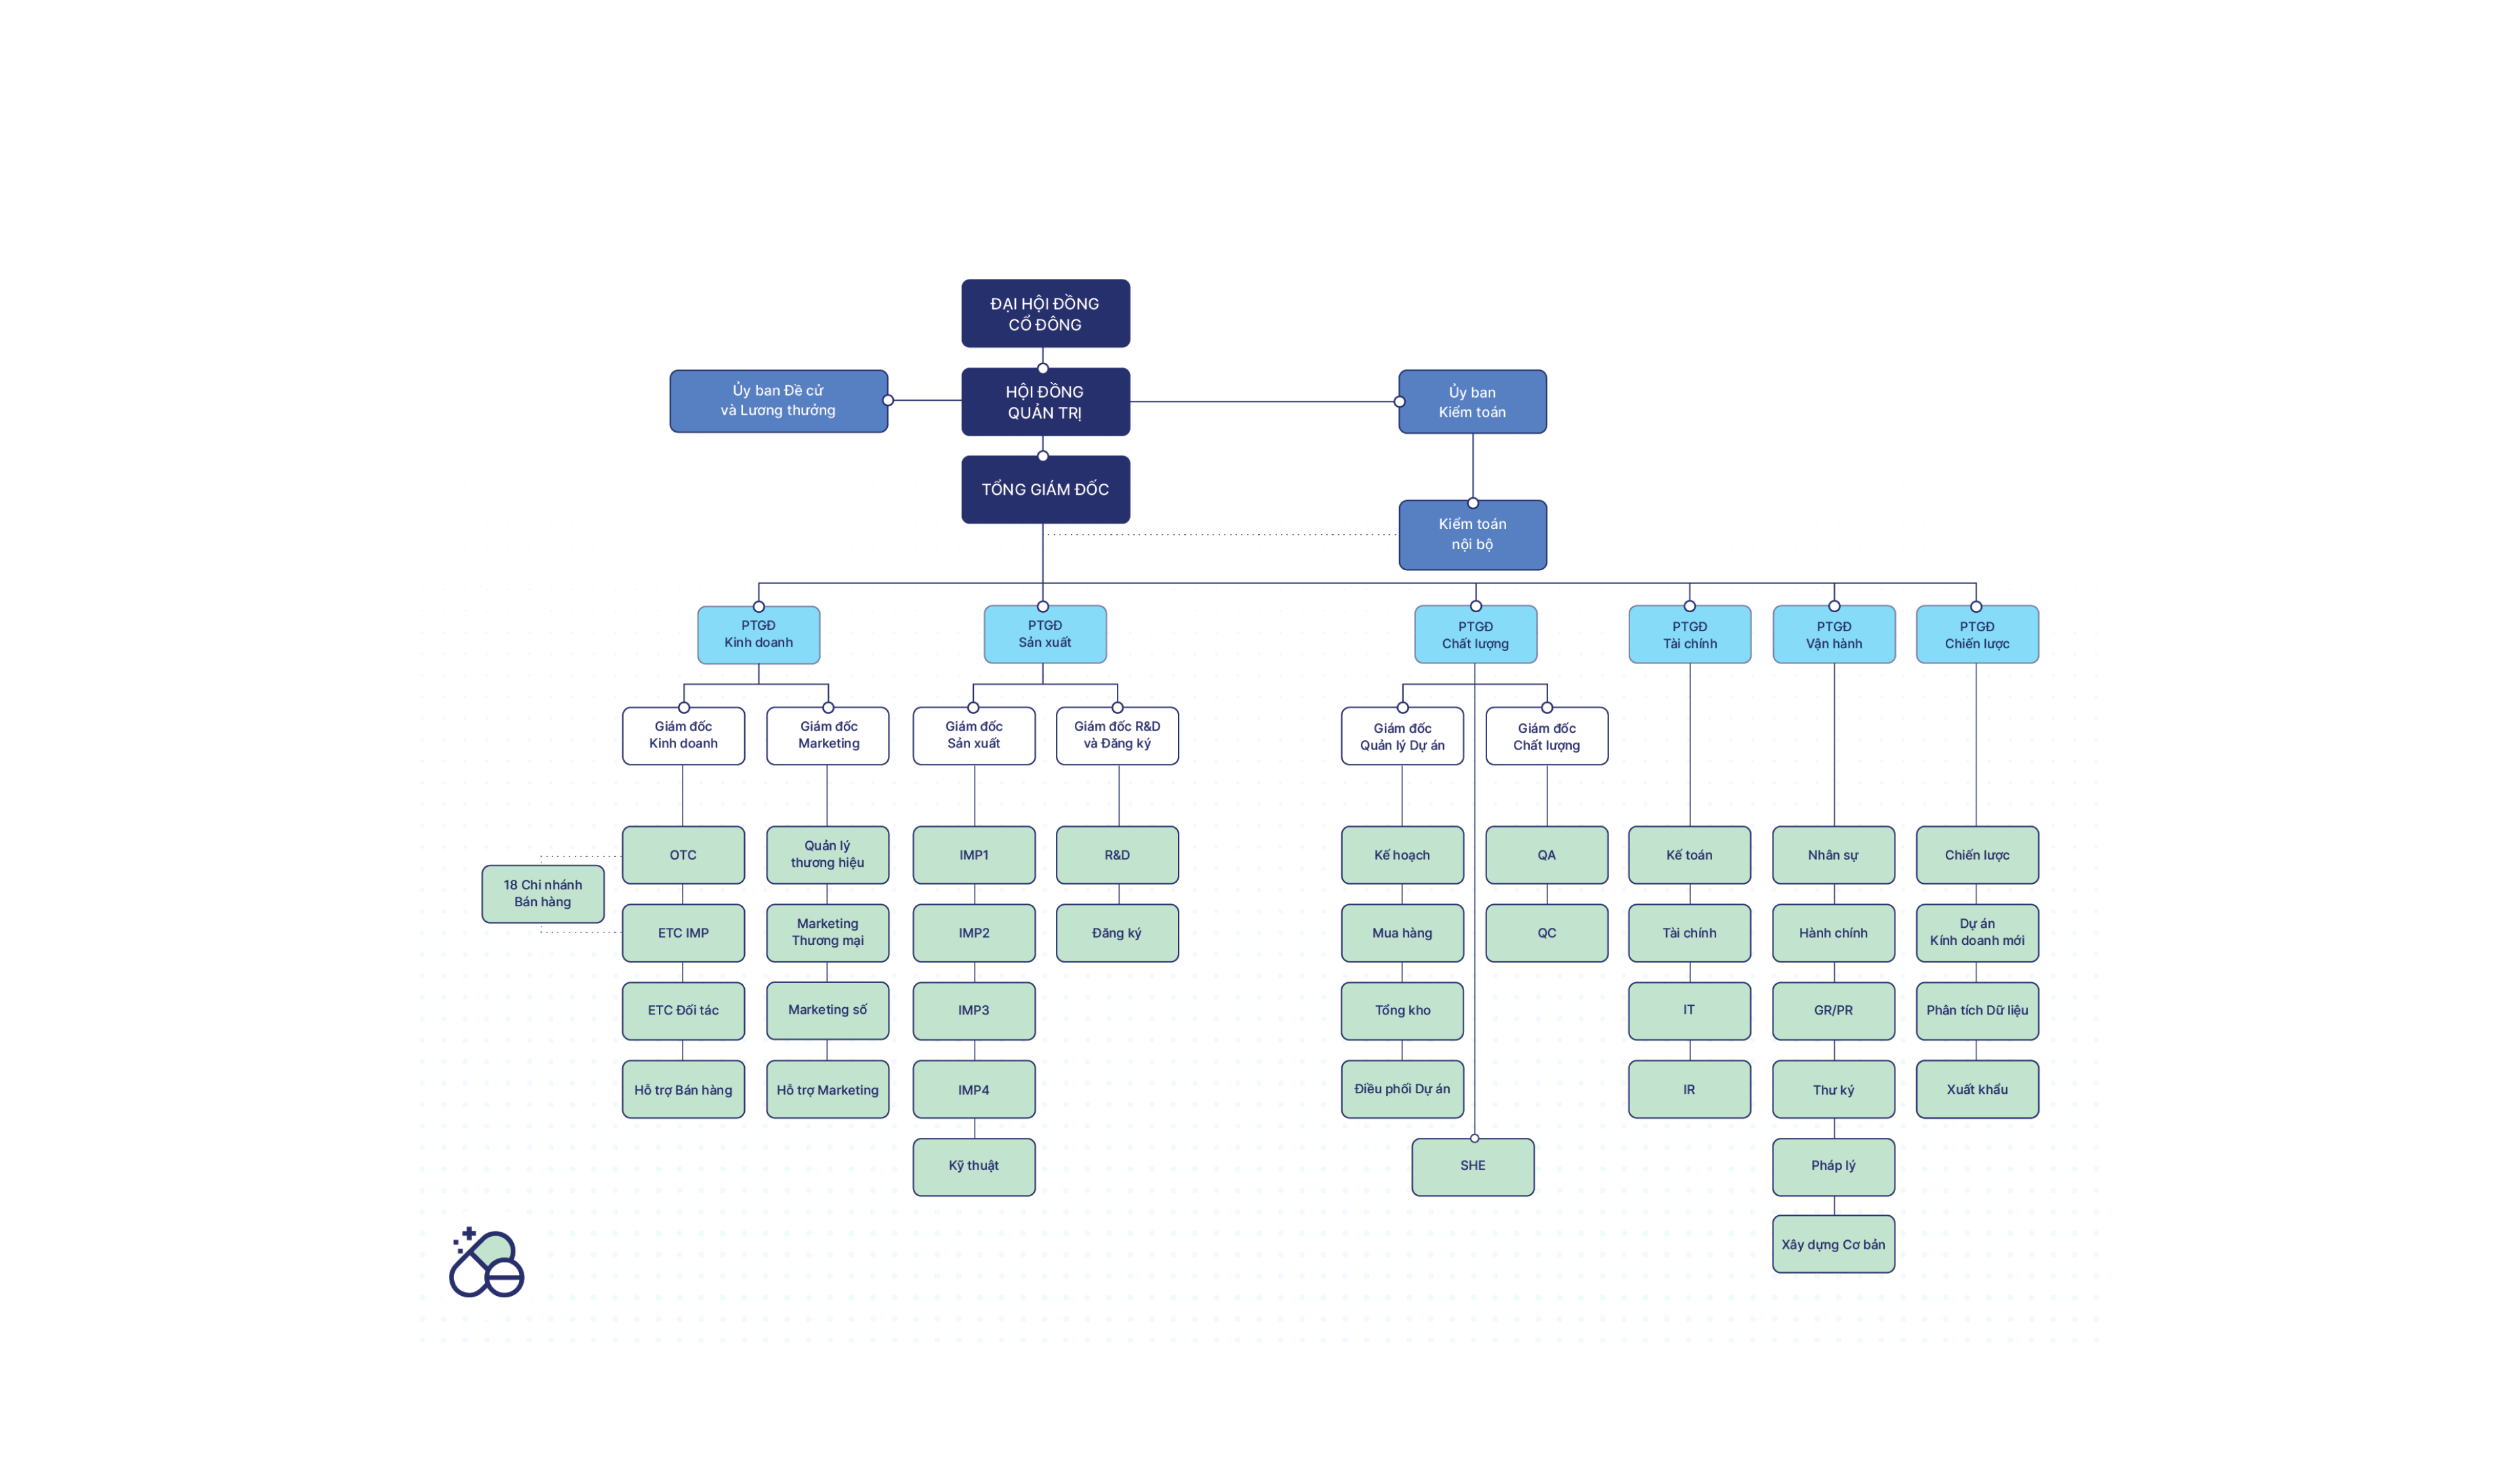 ĐẠI HỘI ĐỒNG
CỔ ĐÔNG
Ủy ban Đề cử
và Lương thưởng
HỘI ĐỒNG
QUẢN TRỊ
Ủy ban
Kiểm toán
TỔNG GIÁM ĐỐC
Kiểm toán
nội bộ
PTGĐ
Kinh doanh
PTGĐ
Sản xuất
PTGĐ
Chất lượng
PTGĐ
Tài chính
PTGĐ
Vận hành
PTGĐ
Chiến lược
Giám đốc
Kinh doanh
Giám đốc
Marketing
Giám đốc
Sản xuất
Giám đốc R&D
và Đăng ký
Giám đốc
Quản lý Dự án
Giám đốc
Chất lượng
OTC
Quản lý
thương hiệu
IMP1
R&D
Kế hoạch
QA
Kế toán
Nhân sự
Chiến lược
18 Chi nhánh
Bán hàng
ETC IMP
Marketing
Thương mại
IMP2
Đăng ký
Mua hàng
QC
Tài chính
Hành chính
Dự án
Kính doanh mới
ETC Đối tác
Marketing số
IMP3
Tổng kho
IT
GR/PR
Phân tích Dữ liệu
Hỗ trợ Bán hàng
Hỗ trợ Marketing
IMP4
Điều phối Dự án
IR
Thư ký
Xuất khẩu
Kỹ thuật
SHE
Pháp lý
Xây dựng Cơ bản